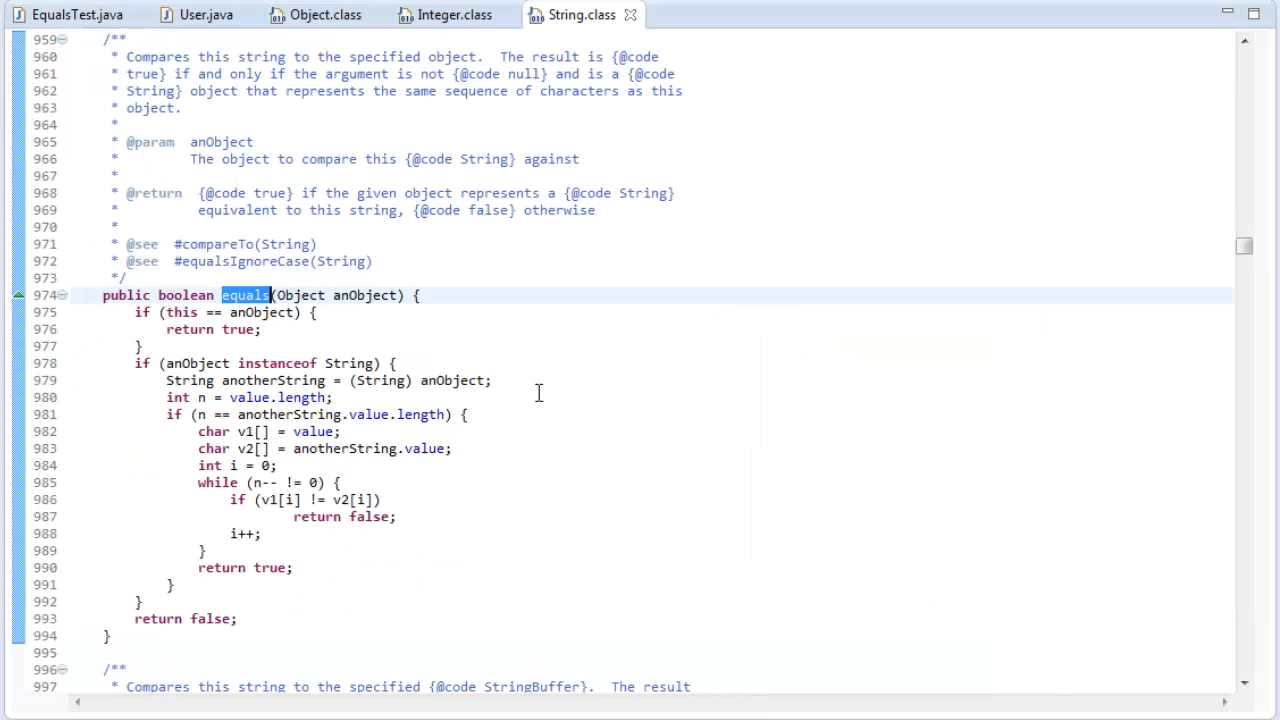 EqualsTest.java User.java Object.class Integer.class String.class
959 /**
960 * Compares this string to the specified object.  The result is {@code
961 * true} if and only if the argument is not {@code null} and is a {@code
962 * String} object that represents the same sequence of characters as this
963 * object.
964 *
965 * @param  anObject
966 *         The object to compare this {@code String} against
967 *
968 * @return  {@code true} if the given object represents a {@code String}
969 *          equivalent to this string, {@code false} otherwise
970 *
971 * @see  #compareTo(String)
972 * @see  #equalsIgnoreCase(String)
973 */
974 public boolean equals(Object anObject) {
975 if (this == anObject) {
976 return true;
977 }
978 if (anObject instanceof String) {
979 String anotherString = (String) anObject;
980 int n = value.length;
981 if (n == anotherString.value.length) {
982 char v1[] = value;
983 char v2[] = anotherString.value;
984 int i = 0;
985 while (n-- != 0) {
986 if (v1[i] != v2[i])
987 return false;
988 i++;
989 }
990 return true;
991 }
992 }
993 return false;
994 }
995
996 /**
997 * Compares this string to the specified {@code StringBuffer}.  The result